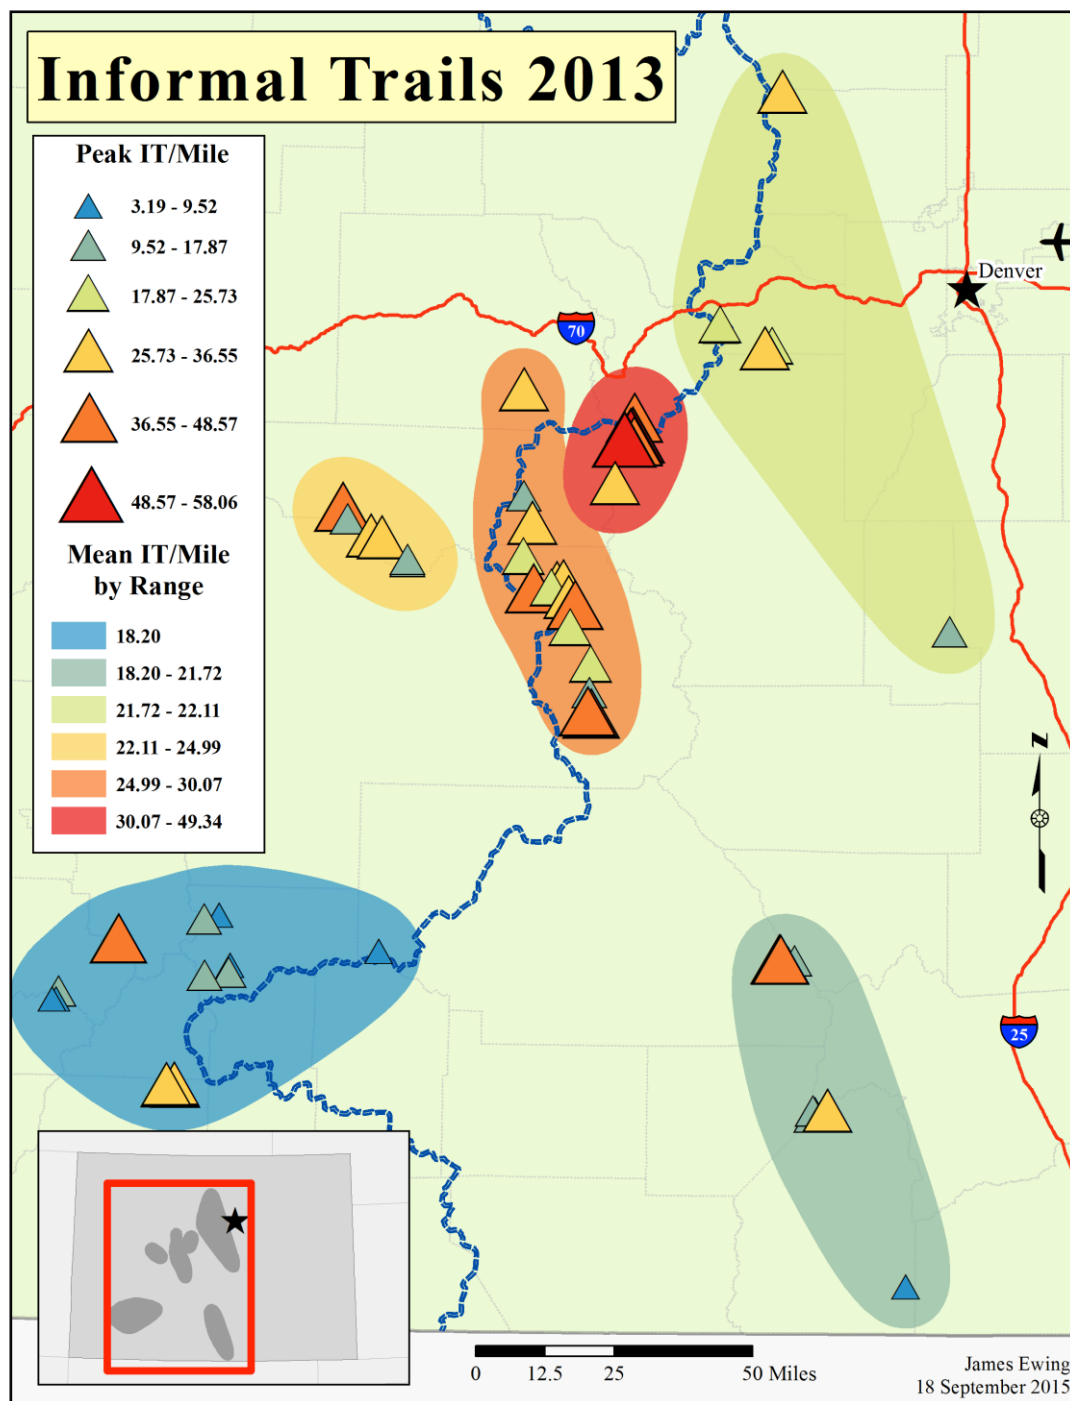 Informal Trails 2013
Peak IT/Mile
3.19 - 9.52
9.52 - 17.87
17.87 - 25.73
25.73 - 36.55
36.55 - 48.57
48.57 - 58.06
Mean IT/Mile
by Range
18.20
18.20 - 21.72
21.72 - 22.11
22.11 - 24.99
24.99 - 30.07
30.07 - 49.34
Denver
70
N
25
0 12.5 25 50 Miles
James Ewing
18 September 2015